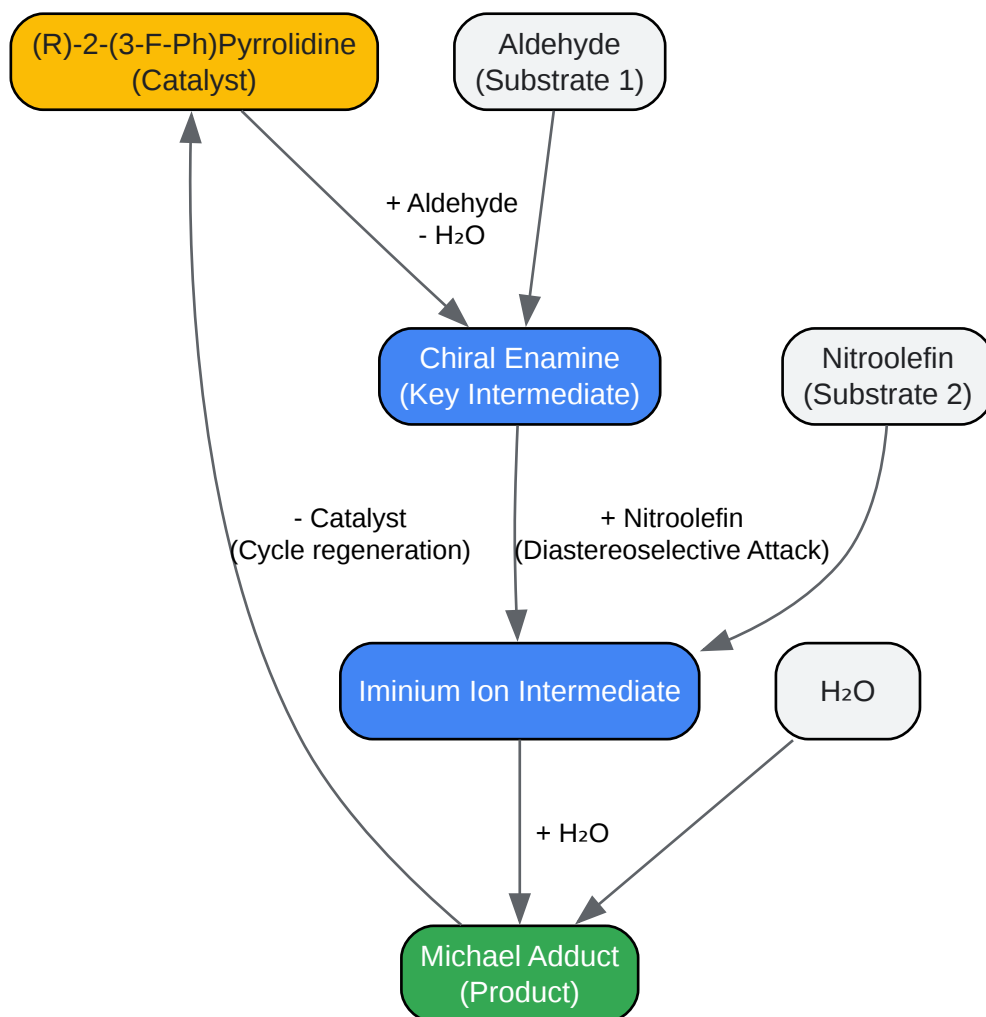 (R)-2-(3-F-Ph)Pyrrolidine
(Catalyst)
Aldehyde
(Substrate 1)
+ Aldehyde
- H₂O
Chiral Enamine
(Key Intermediate)
Nitroolefin
(Substrate 2)
- Catalyst
(Cycle regeneration)
+ Nitroolefin
(Diastereoselective Attack)
Iminium Ion Intermediate
H₂O
+ H₂O
Michael Adduct
(Product)